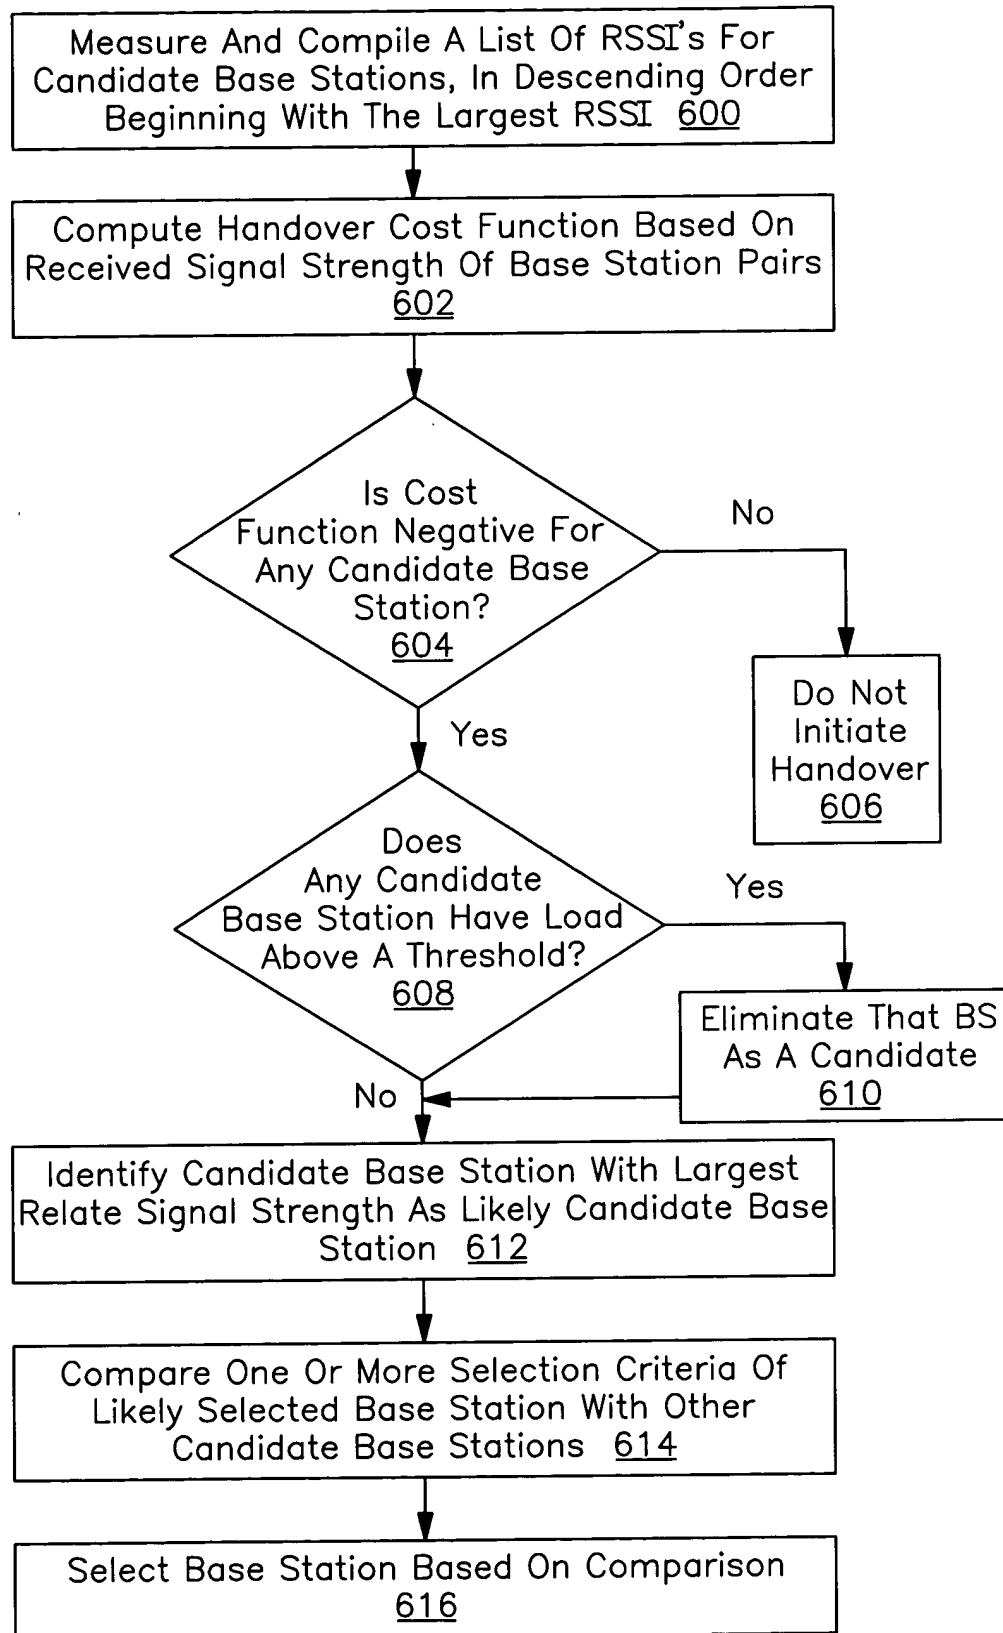 Measure And Compile A List Of RSSI's For
Candidate Base Stations, In Descending Order
Beginning With The Largest RSSI 600
Compute Handover Cost Function Based On
Received Signal Strength Of Base Station Pairs
602
Is Cost
Function Negative For
Any Candidate Base
Station?
604
No
Do Not
Initiate
Handover
606
Yes
Does
Any Candidate
Base Station Have Load
Above A Threshold?
608
Yes
Eliminate That BS
As A Candidate
610
No
Identify Candidate Base Station With Largest
Relate Signal Strength As Likely Candidate Base
Station 612
Compare One Or More Selection Criteria Of
Likely Selected Base Station With Other
Candidate Base Stations 614
Select Base Station Based On Comparison
616